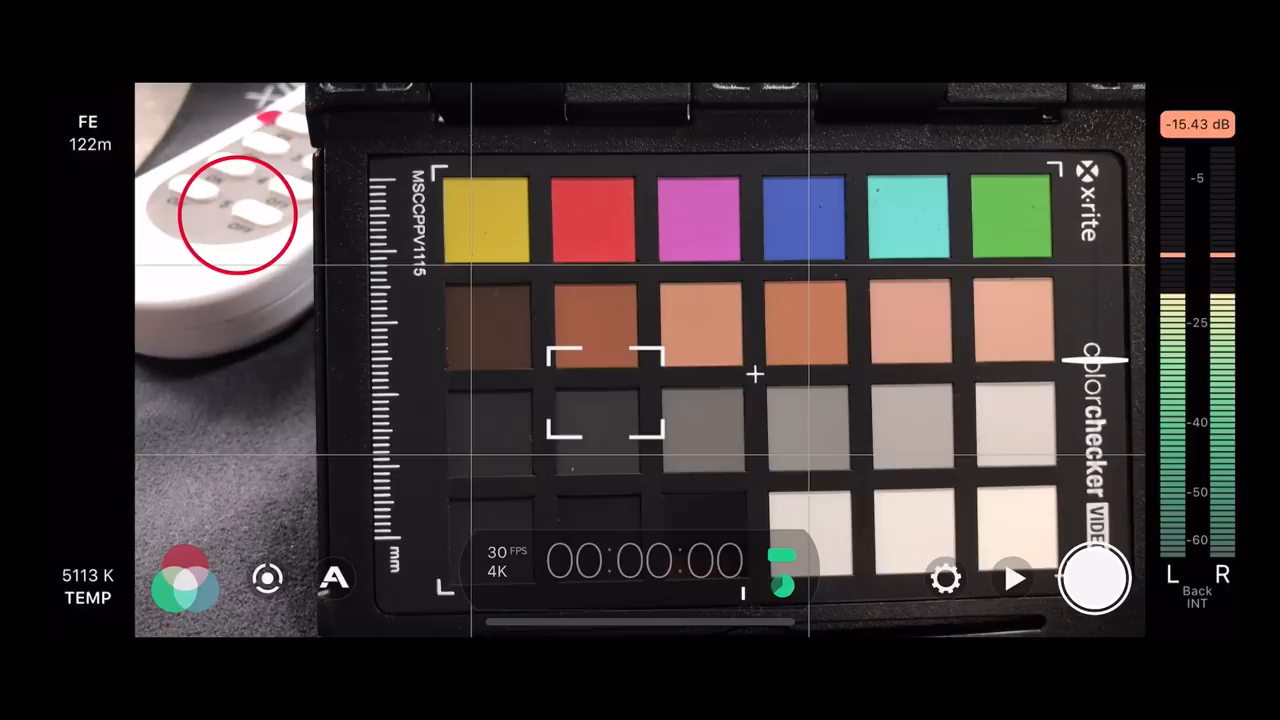 FE
122m
5113 K
TEMP
OFF
MSCCPPV1115
mm
x·rite
colorchecker VIDEO
30 FPS
4K
00:00:00
-15.43 dB
-5
-25
-40
-50
-60
L R
Back
INT